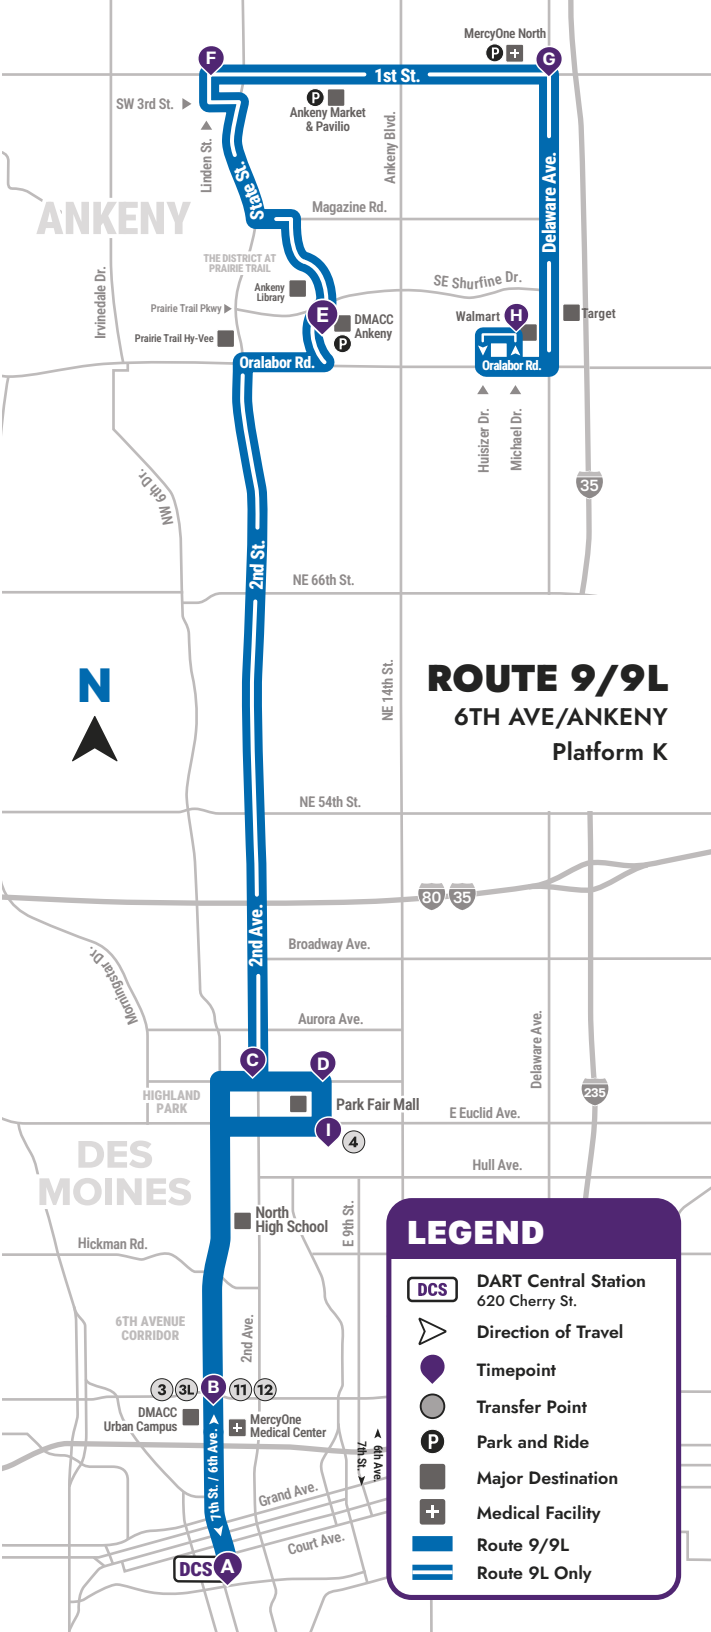 MercyOne North
P
F
G
1st St.
SW 3rd St.
P
Ankeny Market
& Pavilio
Linden St.
Ankeny Blvd.
State St.
Delaware Ave.
ANKENY
Magazine Rd.
THE DISTRICT AT
PRAIRIE TRAIL
Irvinedale Dr.
SE Shurfine Dr.
Ankeny
Library
Prairie Trail Pkwy
E
DMACC
Ankeny
P
Walmart
H
Target
Prairie Trail Hy-Vee
Oralabor Rd.
Oralabor Rd.
Huisizer Dr.
Michael Dr.
NW 6th Dr.
35
2nd St.
NE 66th St.
N
NE 14th St.
ROUTE 9/9L
6TH AVE/ANKENY
Platform K
NE 54th St.
80
35
2nd Ave.
Broadway Ave.
Morningstar Dr.
Aurora Ave.
Delaware Ave.
C
D
HIGHLAND
PARK
Park Fair Mall
235
E Euclid Ave.
I
4
DES
MOINES
Hull Ave.
North
High School
E 9th St.
Hickman Rd.
6TH AVENUE
CORRIDOR
2nd Ave.
3
3L
B
11
12
DMACC
Urban Campus
MercyOne
Medical Center
7th St. / 6th Ave.
7th St.
6th Ave.
Grand Ave.
Court Ave.
DCS
A
LEGEND
DCS
DART Central Station
620 Cherry St.
Direction of Travel
Timepoint
Transfer Point
P
Park and Ride
Major Destination
Medical Facility
Route 9/9L
Route 9L Only